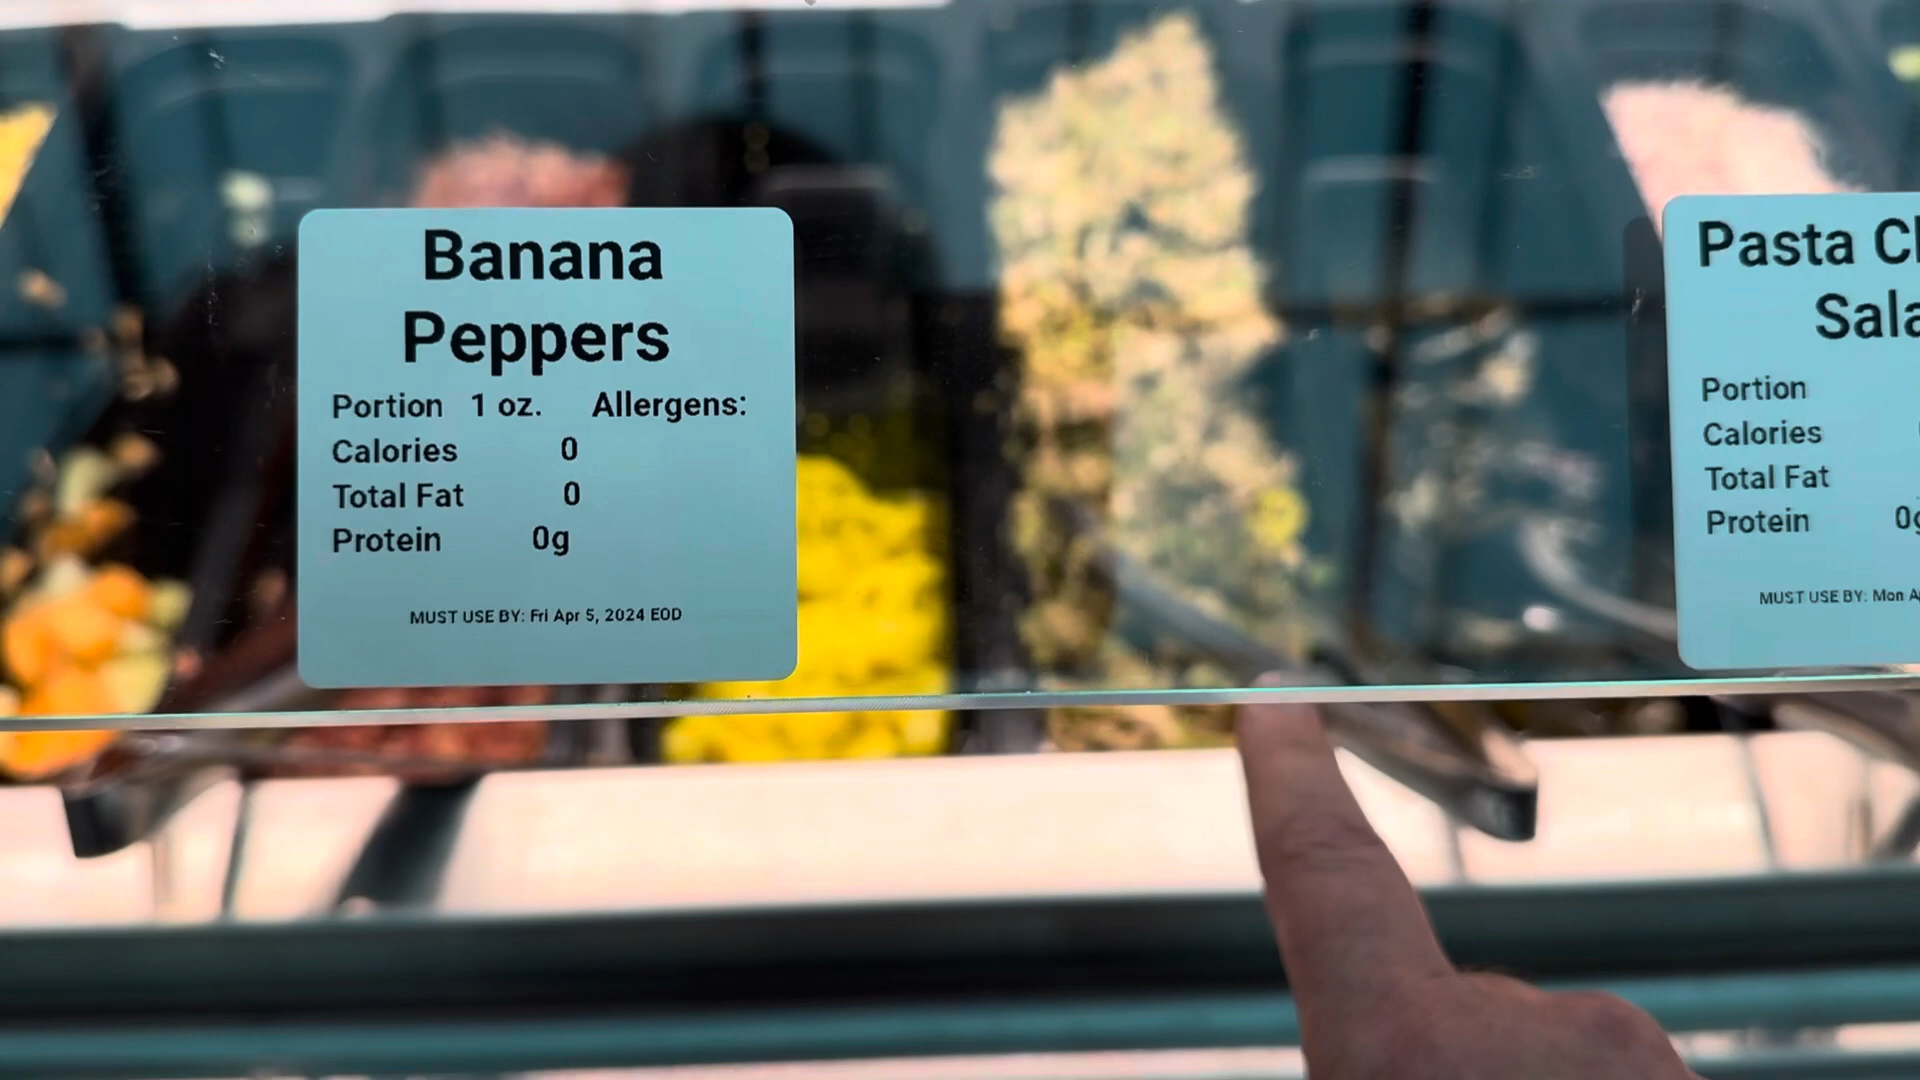 Banana
Peppers
Portion 1 oz. Allergens:
Calories 0
Total Fat 0
Protein 0g
MUST USE BY: Fri Apr 5, 2024 EOD
Pasta
Portion
Calories
Total Fat
Protein
MUST USE BY: Mon